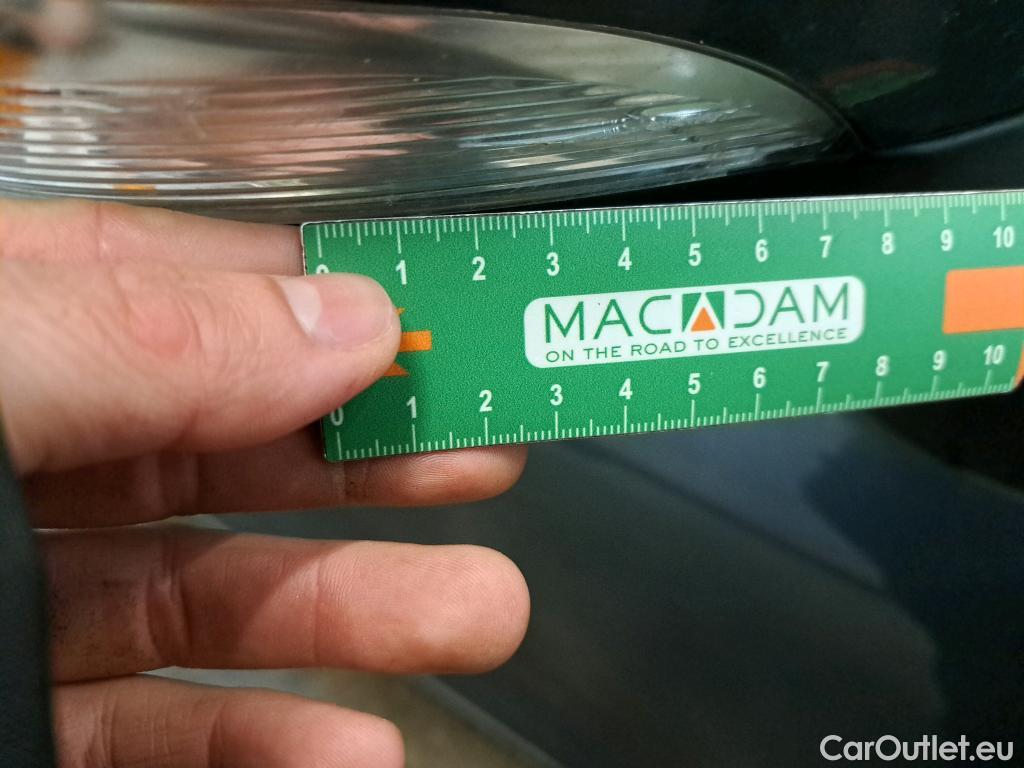 0 1 2 3 4 5 6 7 8 9 10
MACADAM
ON THE ROAD TO EXCELLENCE
0 1 2 3 4 5 6 7 8 9 10
CarOutlet.eu